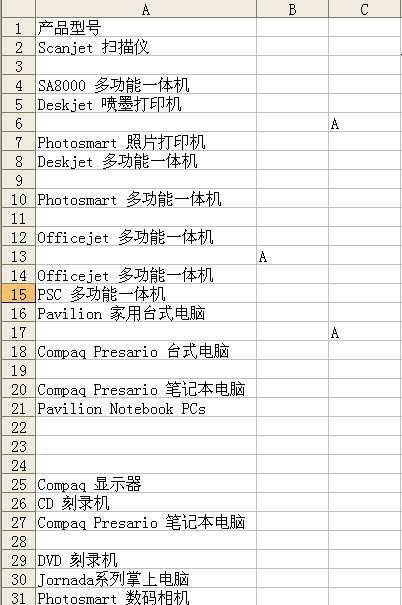 A B C
1 产品型号
2 Scanjet 扫描仪
3
4 SA8000 多功能一体机
5 Deskjet 喷墨打印机
6 A
7 Photosmart 照片打印机
8 Deskjet 多功能一体机
9
10 Photosmart 多功能一体机
11
12 Officejet 多功能一体机
13 A
14 Officejet 多功能一体机
15 PSC 多功能一体机
16 Pavilion 家用台式电脑
17 A
18 Compaq Presario 台式电脑
19
20 Compaq Presario 笔记本电脑
21 Pavilion Notebook PCs
22
23
24
25 Compaq 显示器
26 CD 刻录机
27 Compaq Presario 笔记本电脑
28
29 DVD 刻录机
30 Jornada系列掌上电脑
31 Photosmart 数码相机